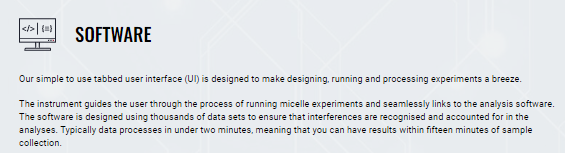 </> {≡}
SOFTWARE
Our simple to use tabbed user interface (UI) is designed to make designing, running and processing experiments a breeze.
The instrument guides the user through the process of running micelle experiments and seamlessly links to the analysis software.
The software is designed using thousands of data sets to ensure that interferences are recognised and accounted for in the
analyses. Typically data processes in under two minutes, meaning that you can have results within fifteen minutes of sample
collection.